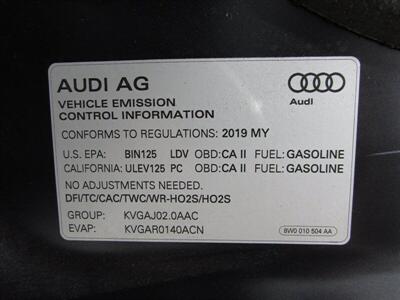 AUDI AG
Audi
VEHICLE EMISSION
CONTROL INFORMATION
CONFORMS TO REGULATIONS: 2019 MY
U.S. EPA: BIN125 LDV OBD: CA II FUEL: GASOLINE
CALIFORNIA: ULEV125 PC OBD: CA II FUEL: GASOLINE
NO ADJUSTMENTS NEEDED.
DFI/TC/CAC/TWC/WR-HO2S/HO2S
GROUP: KVGAJ02.0AAC
EVAP: KVGAR0140ACN
8W0 010 504 AA